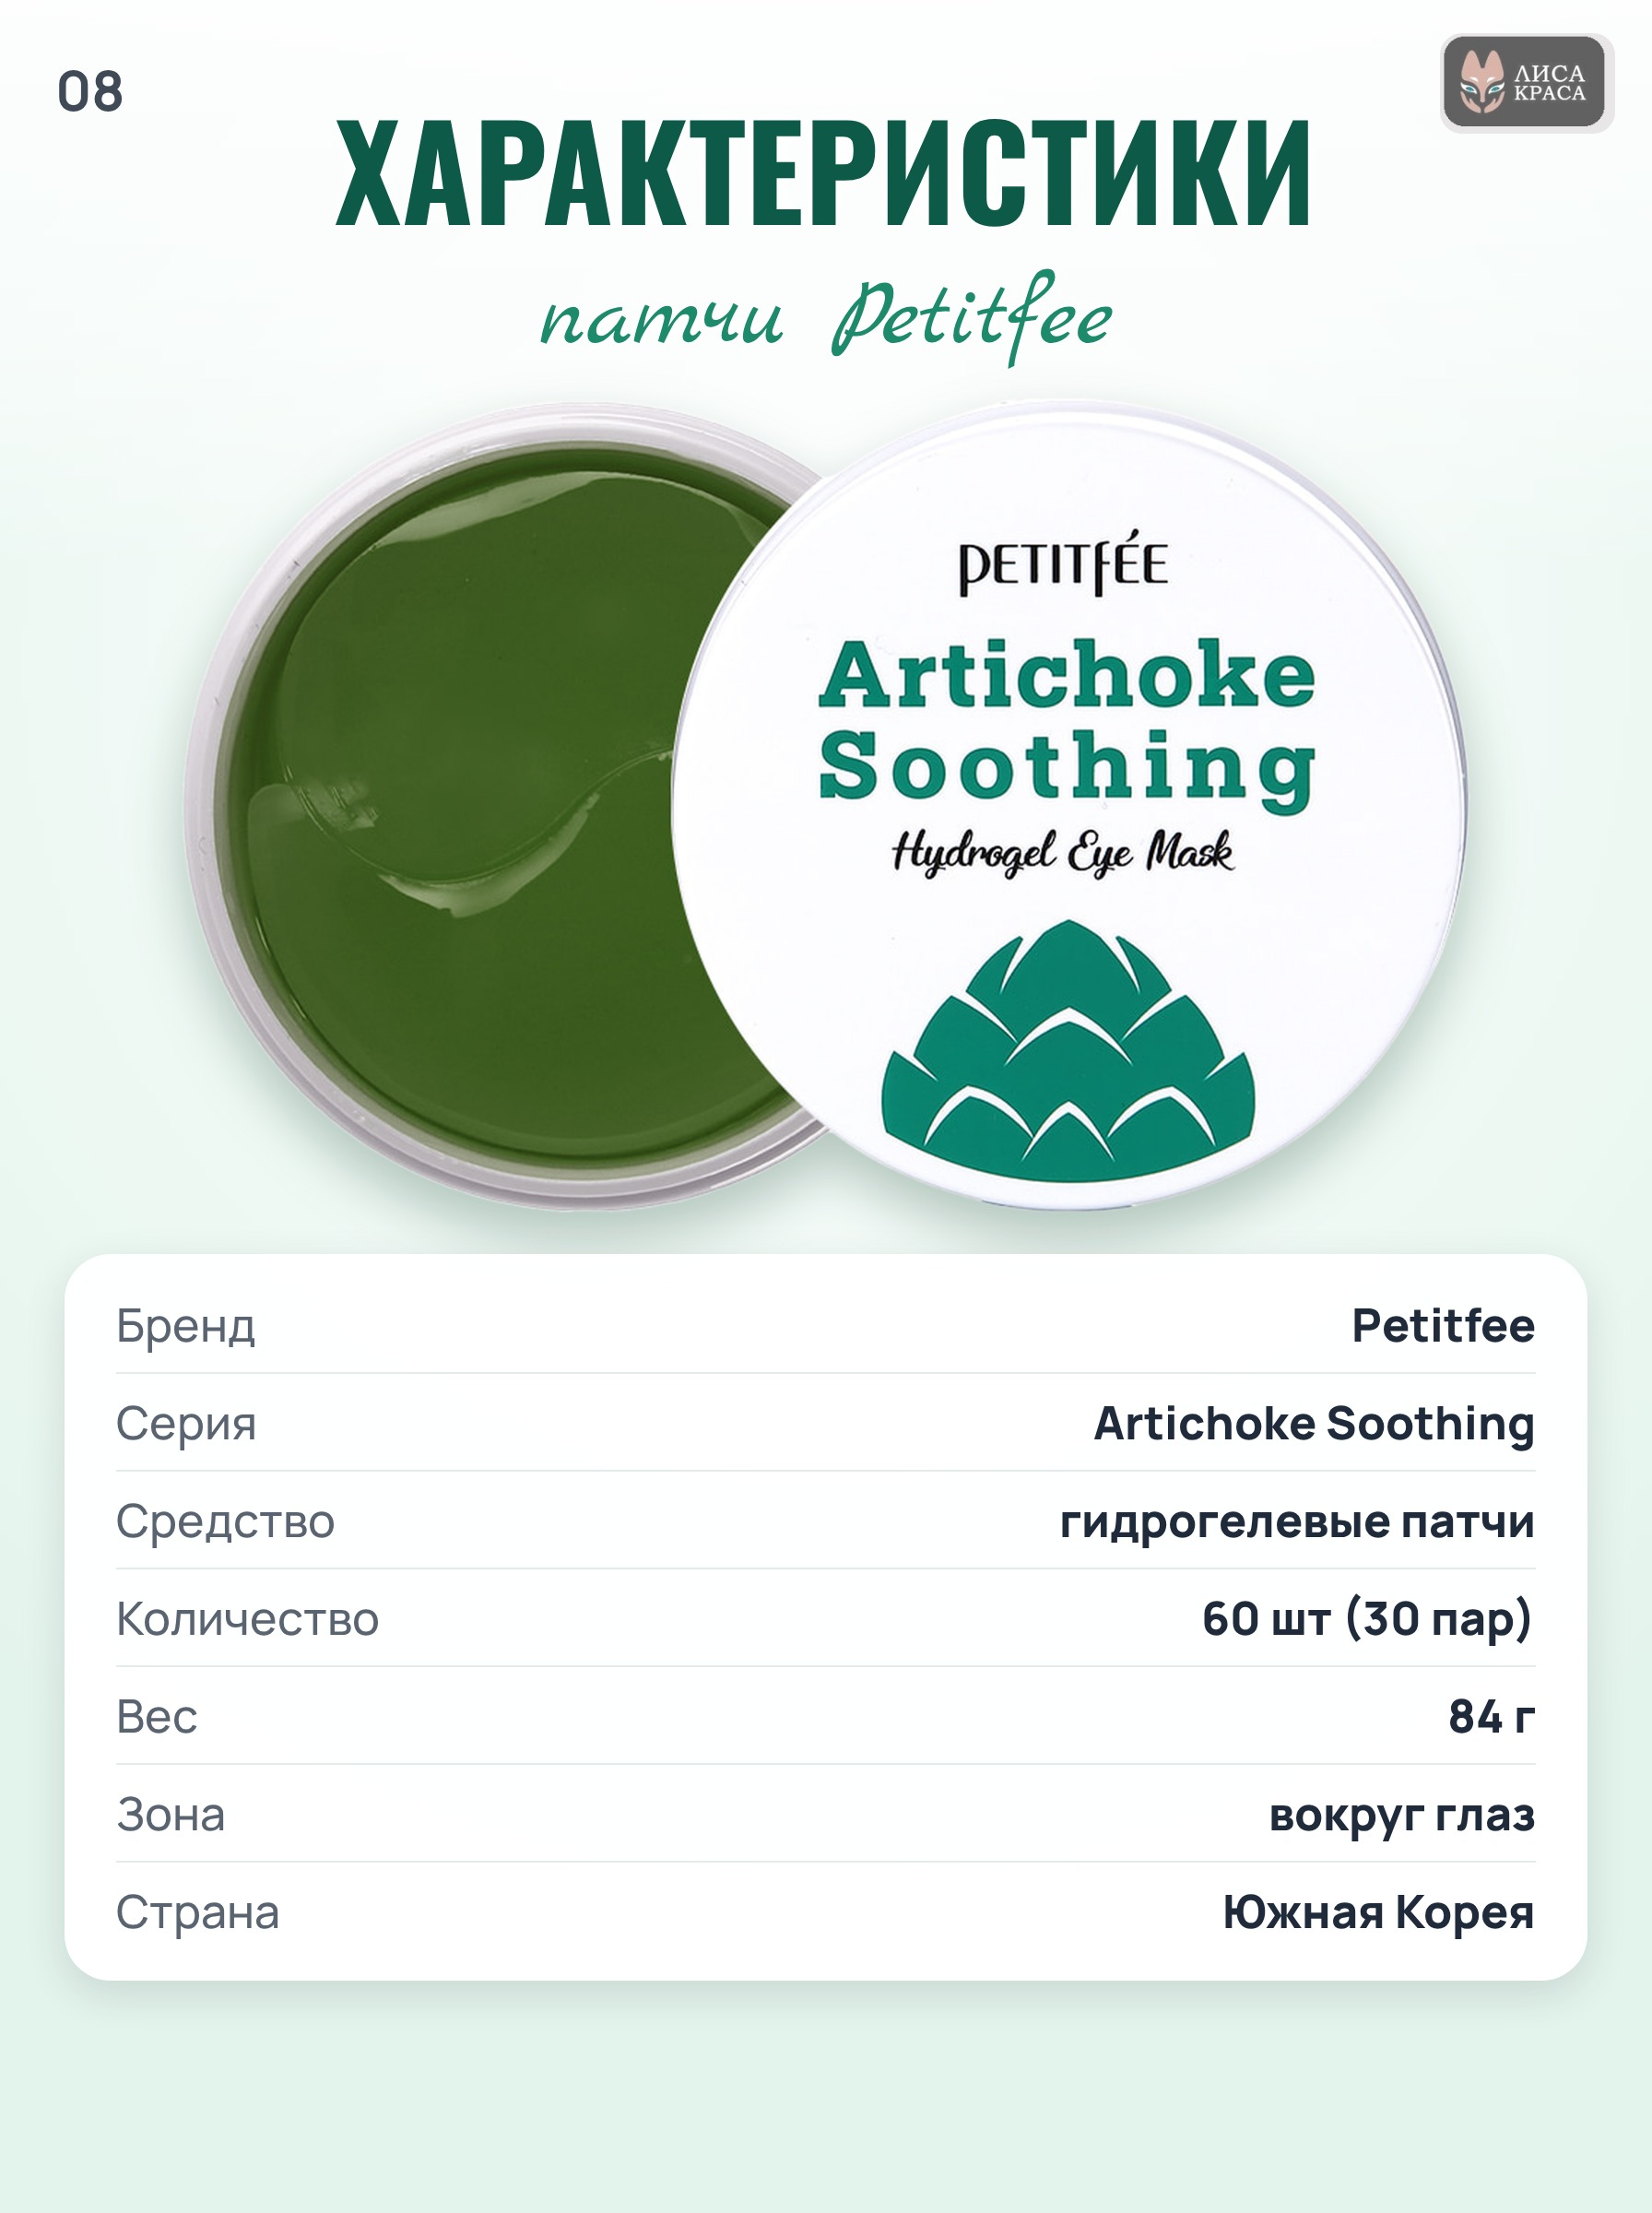 08
ЛИСА
КРАСА
ХАРАКТЕРИСТИКИ
патчи Petitfee
PETITFÉE
Artichoke
Soothing
Hydrogel Eye Mask
Бренд Petitfee
Серия Artichoke Soothing
Средство гидрогелевые патчи
Количество 60 шт (30 пар)
Вес 84 г
Зона вокруг глаз
Страна Южная Корея